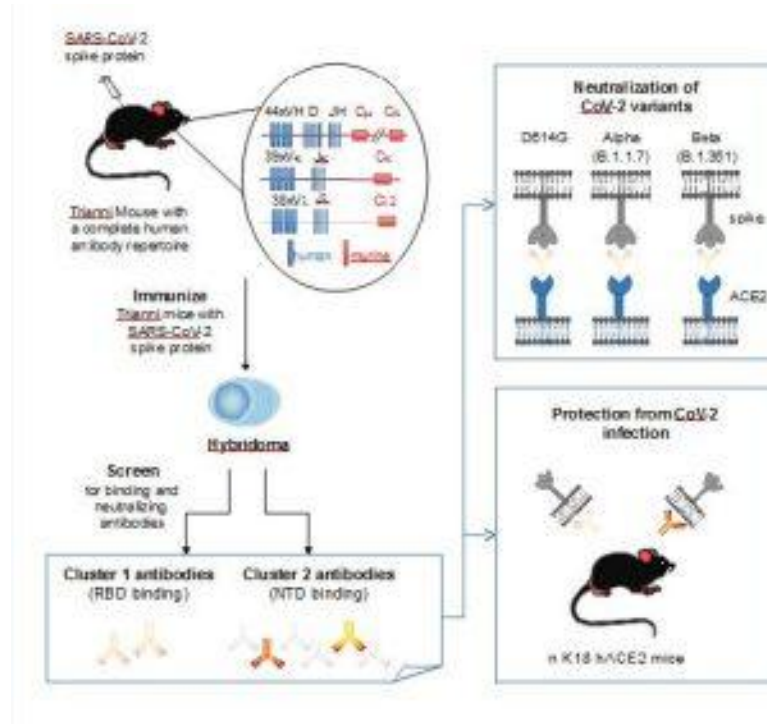 SARS-CoV-2
spike protein
Trianni Mouse with
a complete human
antibody repertoire
D
JH
Cμ
Cκ
human
murine
Immunize
Trianni mice with
SARS-CoV-2
spike protein
Hybridoma
Screen
for binding and
neutralizing
antibodies
Cluster 1 antibodies
(RBD binding)
Cluster 2 antibodies
(NTD binding)
Neutralization of
CoV-2 variants
D614G
Alpha
(B.1.1.7)
Beta
(B.1.351)
spike
ACE2
Protection from CoV-2
infection
K18 hACE2 mice